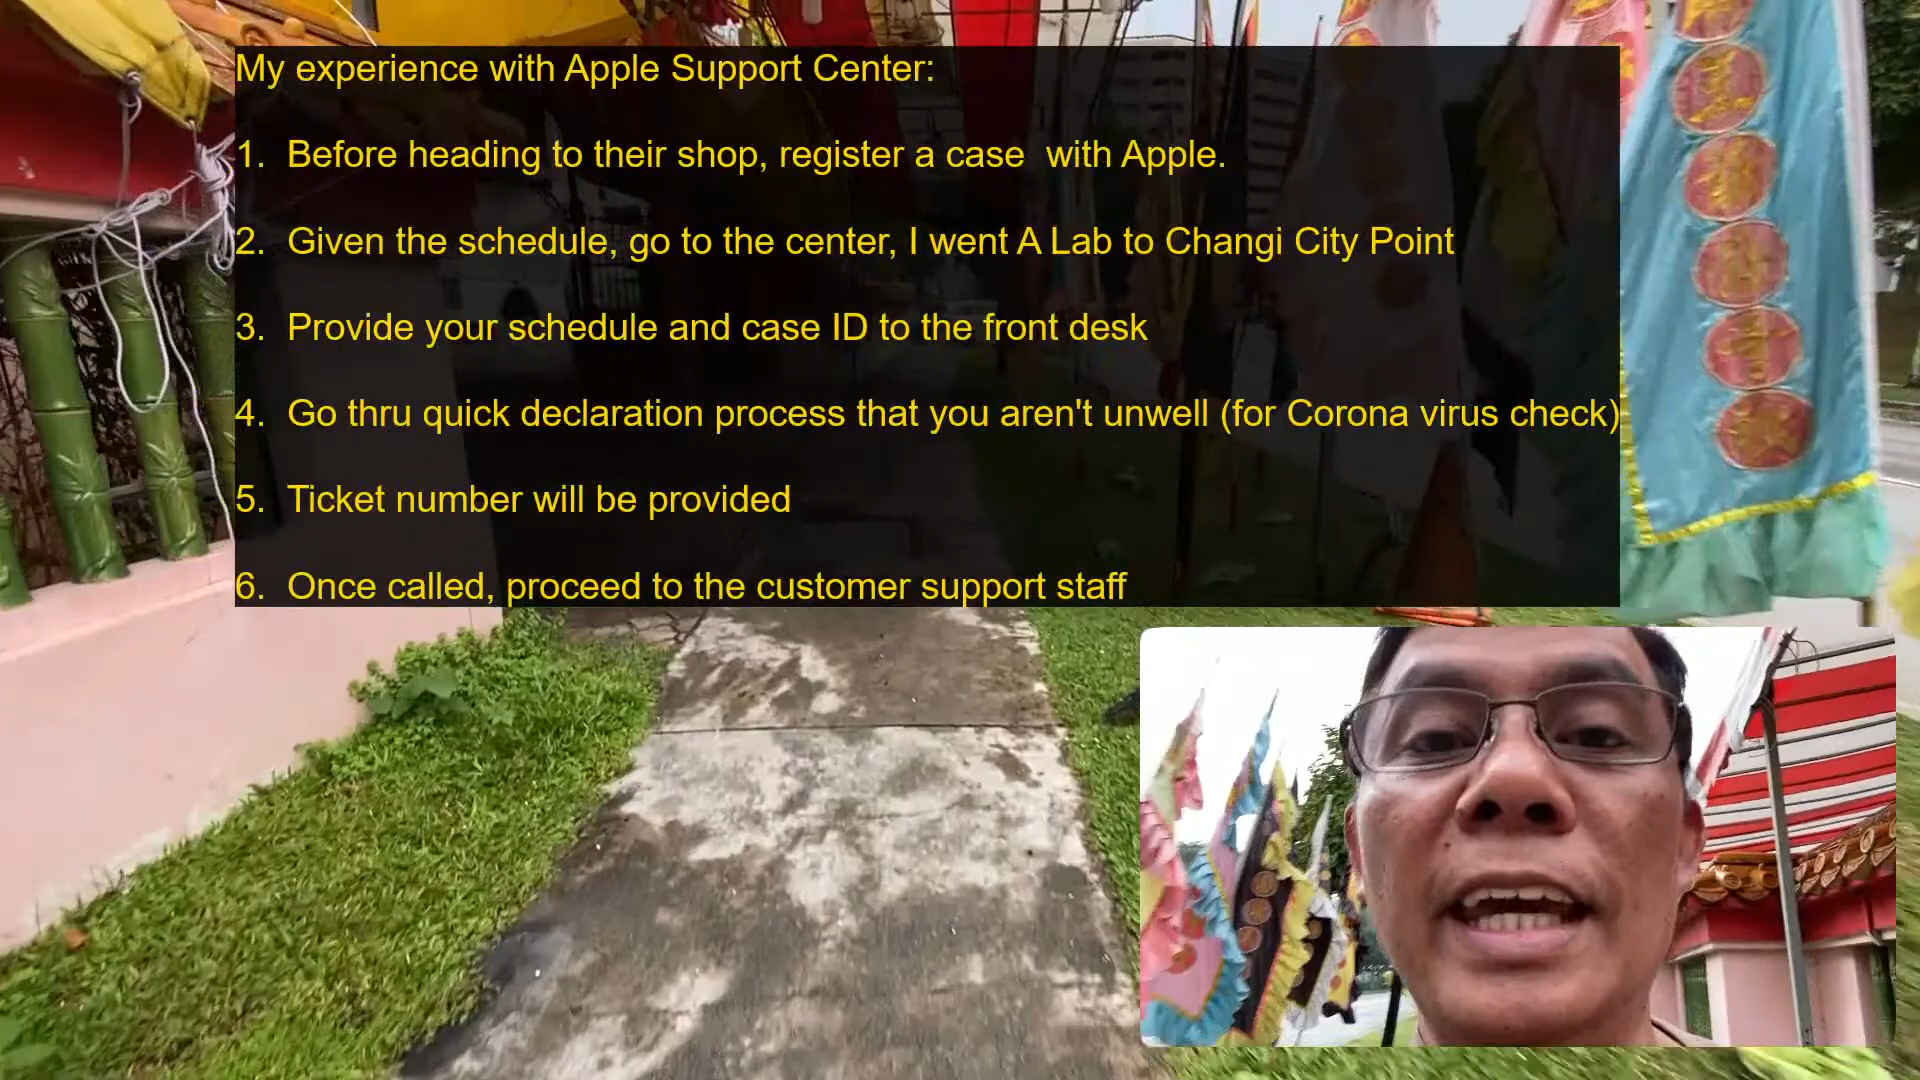 My experience with Apple Support Center:
1. Before heading to their shop, register a case with Apple.
2. Given the schedule, go to the center, I went A Lab to Changi City Point
3. Provide your schedule and case ID to the front desk
4. Go thru quick declaration process that you aren't unwell (for Corona virus check)
5. Ticket number will be provided
6. Once called, proceed to the customer support staff